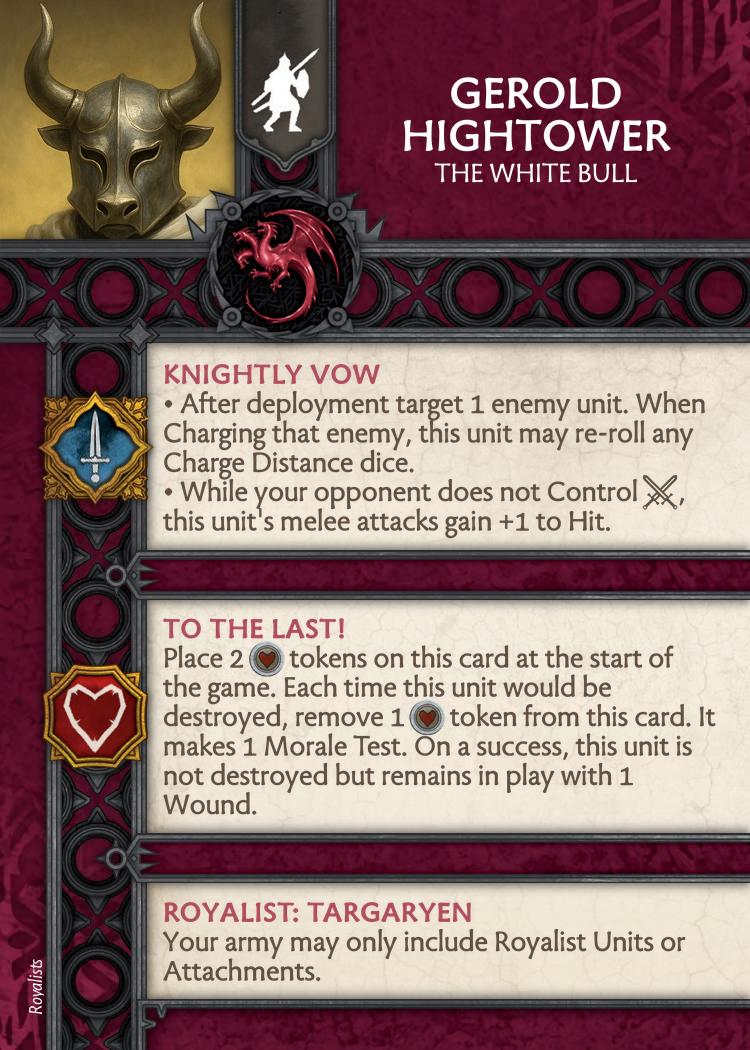 GEROLD
HIGHTOWER
THE WHITE BULL
KNIGHTLY VOW
• After deployment target 1 enemy unit. When
Charging that enemy, this unit may re-roll any
Charge Distance dice.
• While your opponent does not Control ,
this unit's melee attacks gain +1 to Hit.
TO THE LAST!
Place 2 tokens on this card at the start of
the game. Each time this unit would be
destroyed, remove 1 token from this card. It
makes 1 Morale Test. On a success, this unit is
not destroyed but remains in play with 1
Wound.
ROYALIST: TARGARYEN
Your army may only include Royalist Units or
Attachments.
Royalists